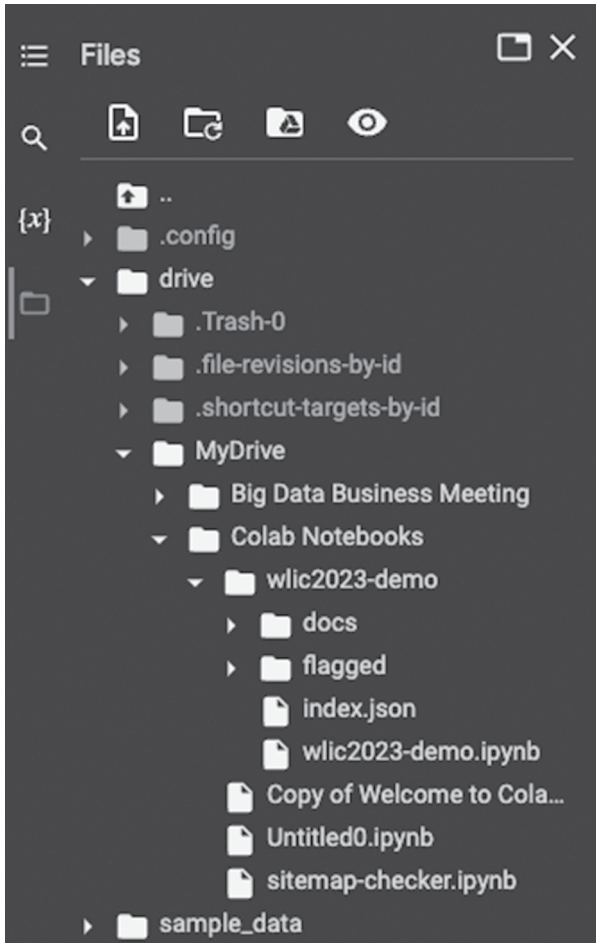 Files
{x}
..
.config
drive
.Trash-0
.file-revisions-by-id
.shortcut-targets-by-id
MyDrive
Big Data Business Meeting
Colab Notebooks
wlic2023-demo
docs
flagged
index.json
wlic2023-demo.ipynb
Copy of Welcome to Cola...
Untitled0.ipynb
sitemap-checker.ipynb
sample_data